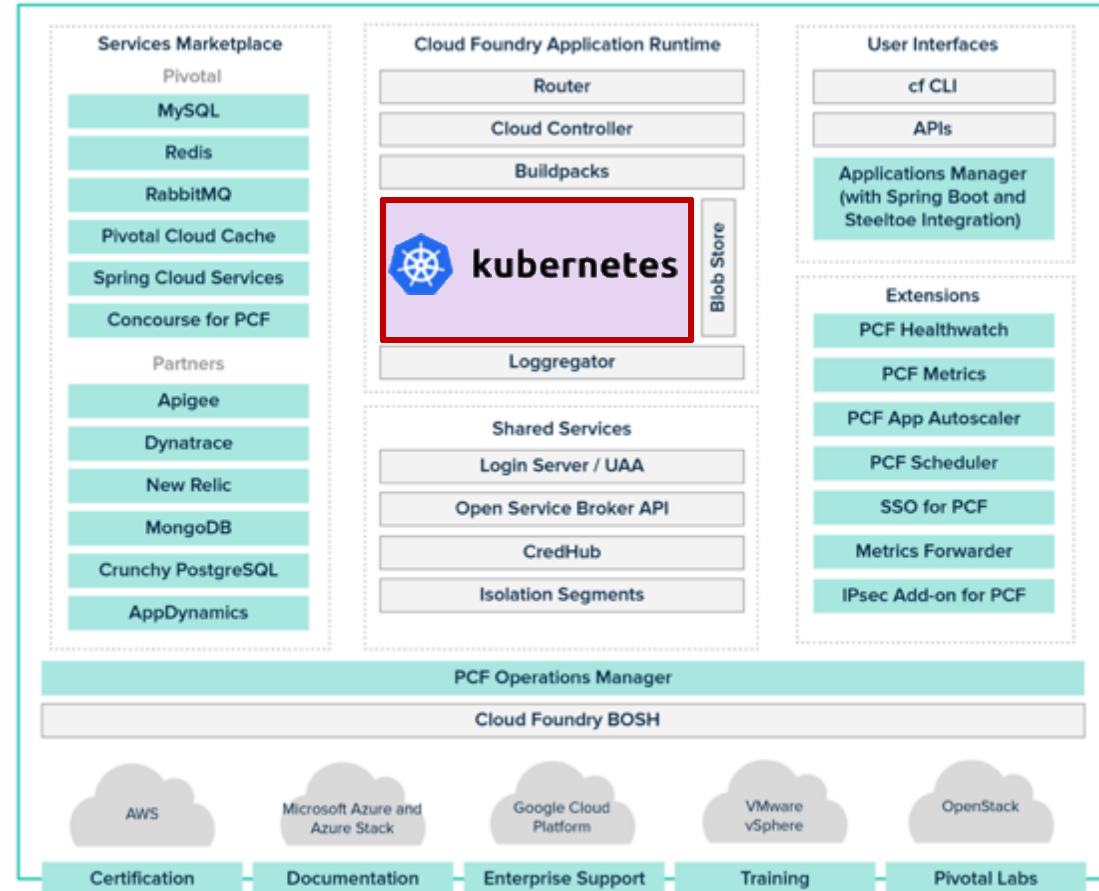 Services Marketplace
Pivotal
MySQL
Redis
RabbitMQ
Pivotal Cloud Cache
Spring Cloud Services
Concourse for PCF
Partners
Apigee
Dynatrace
New Relic
MongoDB
Crunchy PostgreSQL
AppDynamics
Cloud Foundry Application Runtime
Router
Cloud Controller
Buildpacks
kubernetes
Blob Store
Loggregator
Shared Services
Login Server / UAA
Open Service Broker API
CredHub
Isolation Segments
User Interfaces
cf CLI
APIs
Applications Manager
(with Spring Boot and
Steeltoe Integration)
Extensions
PCF Healthwatch
PCF Metrics
PCF App Autoscaler
PCF Scheduler
SSO for PCF
Metrics Forwarder
IPsec Add-on for PCF
PCF Operations Manager
Cloud Foundry BOSH
AWS
Microsoft Azure and
Azure Stack
Google Cloud
Platform
VMware
vSphere
OpenStack
Certification
Documentation
Enterprise Support
Training
Pivotal Labs